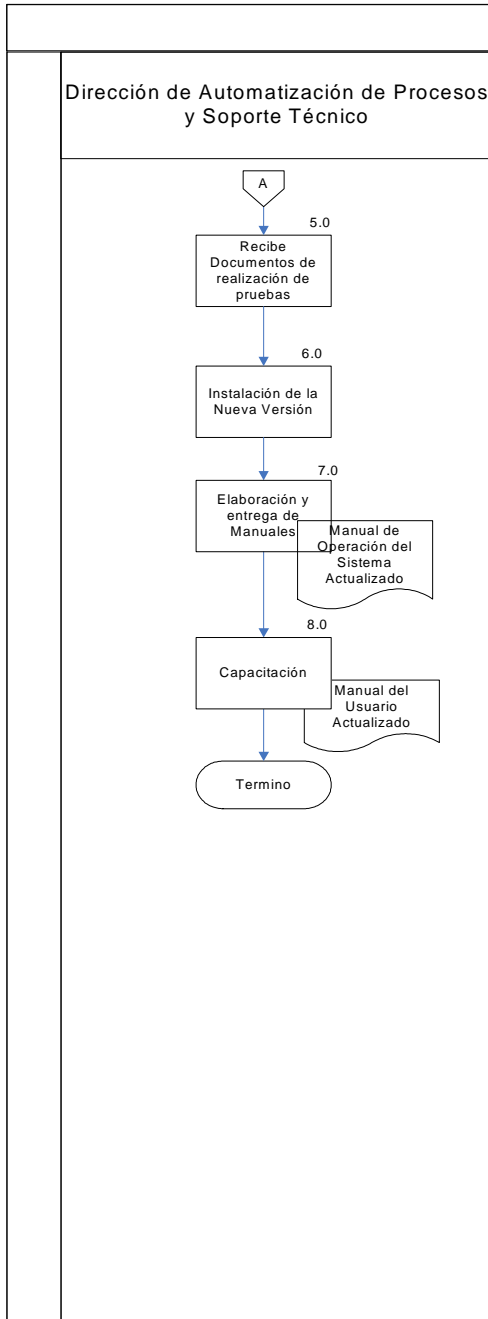 Dirección de Automatización de Procesos
y Soporte Técnico
A
5.0
Recibe
Documentos de
realización de
pruebas
6.0
Instalación de la
Nueva Versión
7.0
Elaboración y
entrega de
Manuales
Manual de
Operación del
Sistema
Actualizado
8.0
Capacitación
Manual del
Usuario
Actualizado
Termino